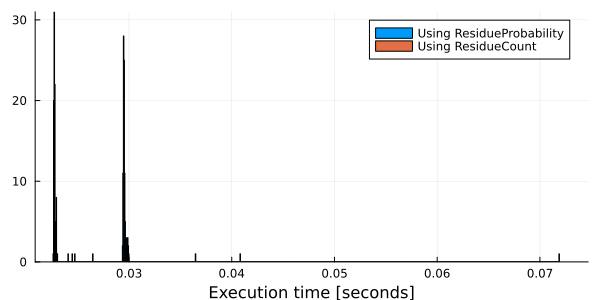 30
Using ResidueProbability
Using ResidueCount
20
10
0
0.03 0.04 0.05 0.06 0.07
Execution time [seconds]